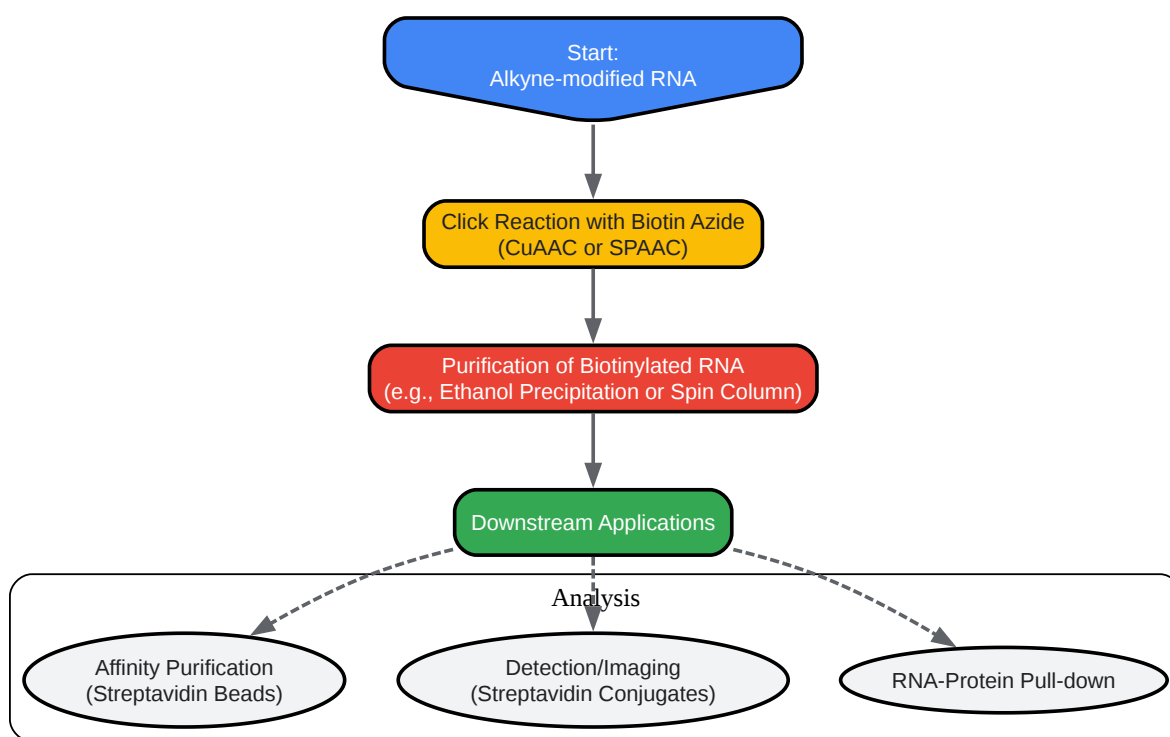 Start:
Alkyne-modified RNA
Click Reaction with Biotin Azide
(CuAAC or SPAAC)
Purification of Biotinylated RNA
(e.g., Ethanol Precipitation or Spin Column)
Downstream Applications
Analysis
Affinity Purification
(Streptavidin Beads)
Detection/Imaging
(Streptavidin Conjugates)
RNA-Protein Pull-down